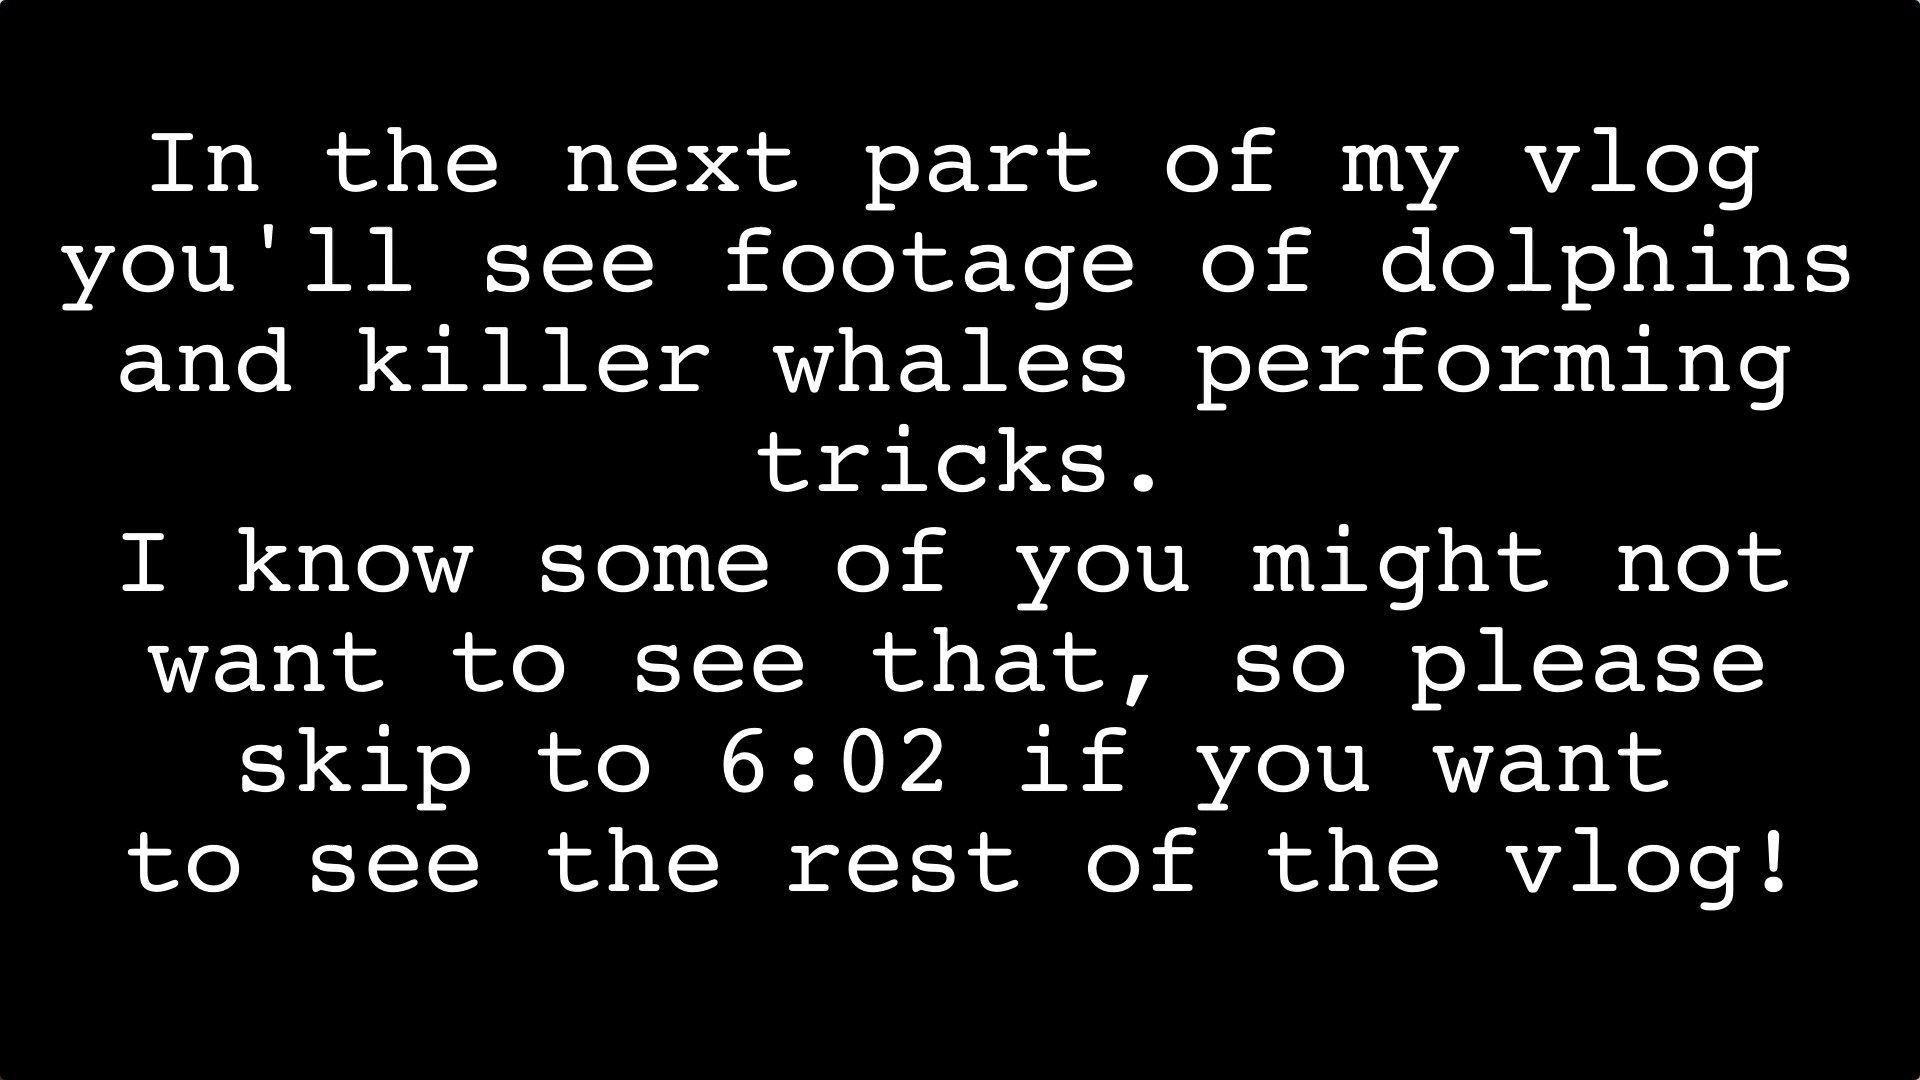 In the next part of my vlog
you'll see footage of dolphins
and killer whales performing
tricks.
I know some of you might not
want to see that, so please
skip to 6:02 if you want
to see the rest of the vlog!